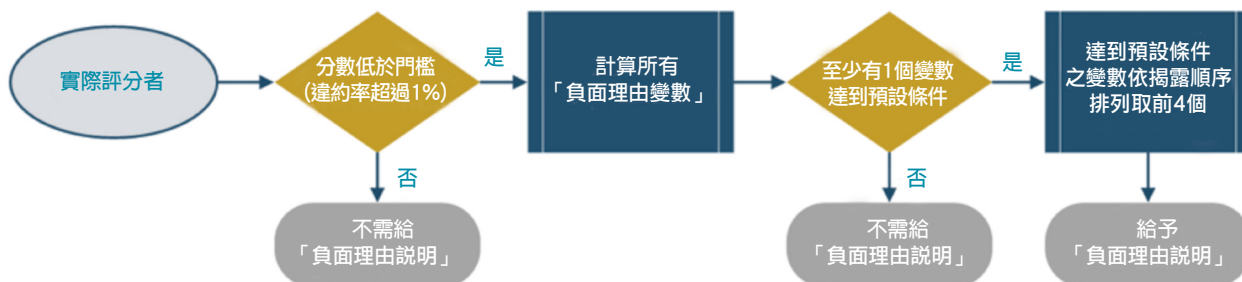 實際評分者
分數低於門檻
(違約率超過1%)
是
計算所有
「負面理由變數」
至少有1個變數
達到預設條件
是
達到預設條件
之變數依揭露順序
排列取前4個
否
不需給
「負面理由說明」
否
不需給
「負面理由說明」
給予
「負面理由說明」